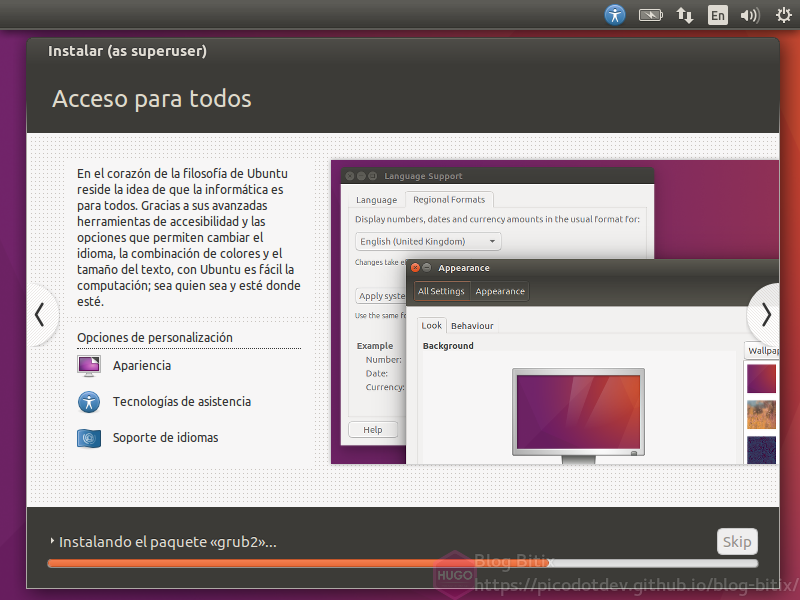 En
Instalar (as superuser)
Acceso para todos
En el corazón de la filosofía de Ubuntu
reside la idea de que la informática es
para todos. Gracias a sus avanzadas
herramientas de accesibilidad y las
opciones que permiten cambiar el
idioma, la combinación de colores y el
tamaño del texto, con Ubuntu es fácil la
computación; sea quien sea y esté donde
esté.
Opciones de personalización
Apariencia
Tecnologías de asistencia
Soporte de idiomas
Language Support
Language Regional Formats
Display numbers, dates and currency amounts in the usual format for:
English (United Kingdom)
Changes take
Apply
Use the same
Example
Number:
Date:
Currency:
Help
Appearance
All Settings Appearance
Look Behaviour
Background
Instalando el paquete «grub2»...
Skip
HUGO
Blog Bitix
https://picodotdev.github.io/blog-bitix/